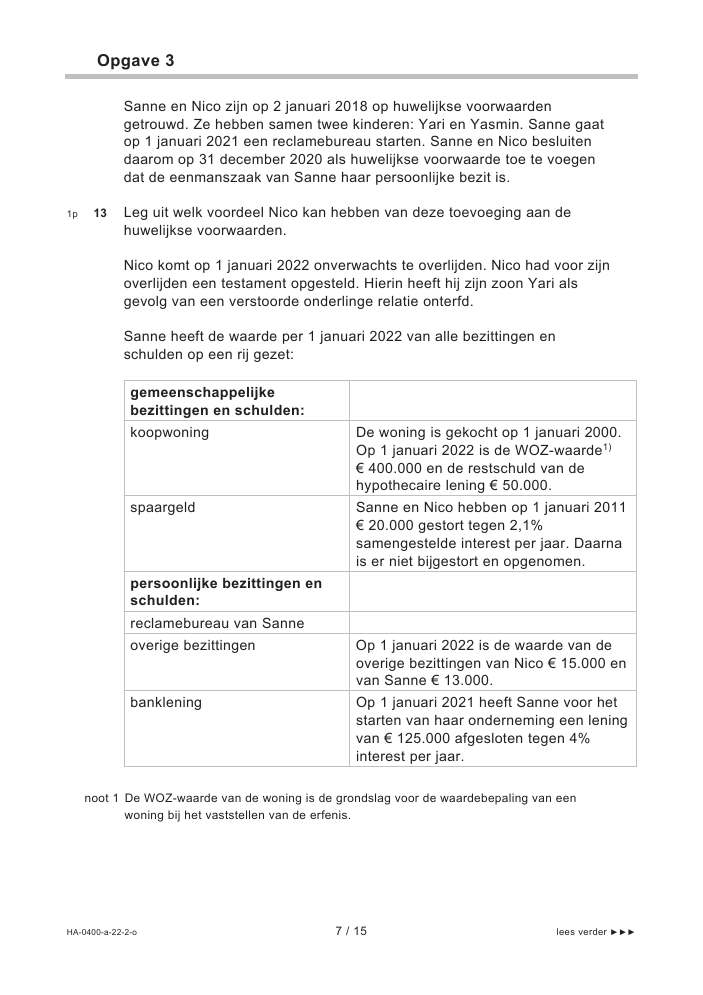 Opgave 3
Sanne en Nico zijn op 2 januari 2018 op huwelijkse voorwaarden
getrouwd. Ze hebben samen twee kinderen: Yari en Yasmin. Sanne gaat
op 1 januari 2021 een reclamebureau starten. Sanne en Nico besluiten
daarom op 31 december 2020 als huwelijkse voorwaarde toe te voegen
dat de eenmanszaak van Sanne haar persoonlijke bezit is.
1p 13 Leg uit welk voordeel Nico kan hebben van deze toevoeging aan de
huwelijkse voorwaarden.
Nico komt op 1 januari 2022 onverwachts te overlijden. Nico had voor zijn
overlijden een testament opgesteld. Hierin heeft hij zijn zoon Yari als
gevolg van een verstoorde onderlinge relatie onterfd.
Sanne heeft de waarde per 1 januari 2022 van alle bezittingen en
schulden op een rij gezet:
gemeenschappelijke
bezittingen en schulden:
koopwoning
De woning is gekocht op 1 januari 2000.
Op 1 januari 2022 is de WOZ-waarde1)
€ 400.000 en de restschuld van de
hypothecaire lening € 50.000.
spaargeld
Sanne en Nico hebben op 1 januari 2011
€ 20.000 gestort tegen 2,1%
samengestelde interest per jaar. Daarna
is er niet bijgestort en opgenomen.
persoonlijke bezittingen en
schulden:
reclamebureau van Sanne
overige bezittingen
Op 1 januari 2022 is de waarde van de
overige bezittingen van Nico € 15.000 en
van Sanne € 13.000.
banklening
Op 1 januari 2021 heeft Sanne voor het
starten van haar onderneming een lening
van € 125.000 afgesloten tegen 4%
interest per jaar.
noot 1 De WOZ-waarde van de woning is de grondslag voor de waardebepaling van een
woning bij het vaststellen van de erfenis.
HA-0400-a-22-2-o 7 / 15 lees verder ►►►